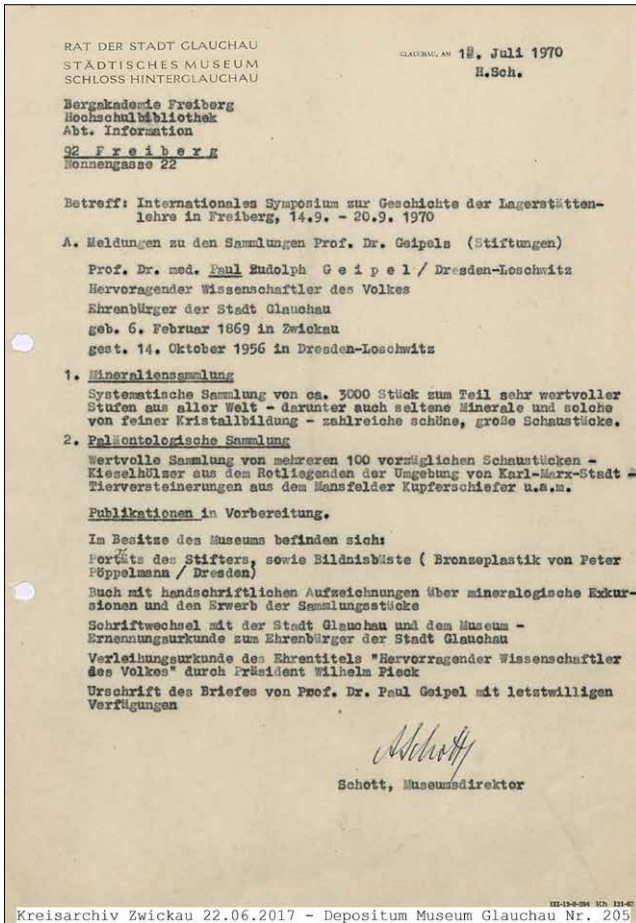 RAT DER STADT GLAUCHAU
STÄDTISCHES MUSEUM
SCHLOSS HINTERGLAUCHAU
GLAUCHAU, AM 12. Juli 1970
H.Sch.
Bergakademie Freiberg
Hochschulbibliothek
Abt. Information
92 F r e i b e r g
Nonnengasse 22
Betreff: Internationales Symposium zur Geschichte der Lagerstätten-
lehre in Freiberg, 14.9. - 20.9. 1970
A. Meldungen zu den Sammlungen Prof. Dr. Geipels (Stiftungen)
Prof. Dr. med. Paul Rudolph G e i p e l / Dresden-Loschwitz
Hervoragender Wissenschaftler des Volkes
Ehrenbürger der Stadt Glauchau
geb. 6. Februar 1869 in Zwickau
gest. 14. Oktober 1956 in Dresden-Loschwitz
1. Mineraliensammlung
Systematische Sammlung von ca. 3000 Stück zum Teil sehr wertvoller
Stufen aus aller Welt - darunter auch seltene Minerale und solche
von feiner Kristallbildung - zahlreiche schöne, große Schaustücke.
2. Paläontologische Sammlung
Wertvolle Sammlung von mehreren 100 vorzüglichen Schaustücken -
Kieselhölzer aus dem Rotliegenden der Umgebung von Karl-Marx-Stadt -
Tierversteinerungen aus dem Mansfelder Kupferschiefer u.a.m.
Publikationen in Vorbereitung.
Im Besitze des Museums befinden sich:
Porträts des Stifters, sowie Bildnisbüste ( Bronzeplastik von Peter
Pöppelmann / Dresden)
Buch mit handschriftlichen Aufzeichnungen über mineralogische Exkur-
sionen und den Erwerb der Sammlungsstücke
Schriftwechsel mit der Stadt Glauchau und dem Museum -
Ernennungsurkunde zum Ehrenbürger der Stadt Glauchau
Verleihungsurkunde des Ehrentitels "Hervorragender Wissenschaftler
des Volkes" durch Präsident Wilhelm Pieck
Urschrift des Briefes von Prof. Dr. Paul Geipel mit letztwilligen
Verfügungen
ASchott
Schott, Museumsdirektor
Kreisarchiv Zwickau 22.06.2017 - Depositum Museum Glauchau Nr. 205